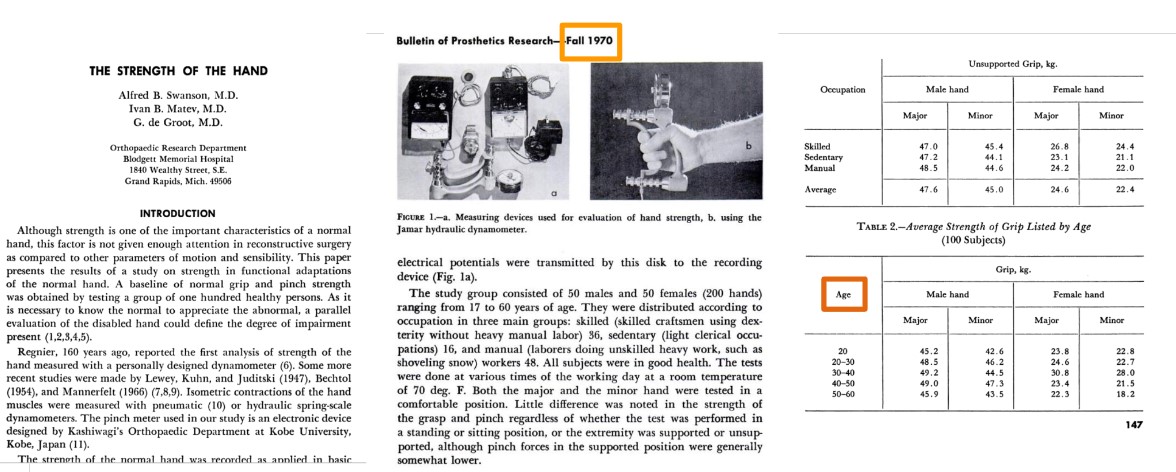 THE STRENGTH OF THE HAND
Alfred B. Swanson, M.D.
Ivan B. Matev, M.D.
G. de Groot, M.D.
Orthopaedic Research Department
Blodgett Memorial Hospital
1840 Wealthy Street, S.E.
Grand Rapids, Mich. 49506
INTRODUCTION
Although strength is one of the important characteristics of a normal
hand, this factor is not given enough attention in reconstructive surgery
as compared to other parameters of motion and sensibility. This paper
presents the results of a study on strength in functional adaptations
of the normal hand. A baseline of normal grip and pinch strength
was obtained by testing a group of one hundred healthy persons. As it
is necessary to know the normal to appreciate the abnormal, a parallel
evaluation of the disabled hand could define the degree of impairment
present (1,2,3,4,5).
Regnier, 160 years ago, reported the first analysis of strength of the
hand measured with a personally designed dynamometer (6). Some more
recent studies were made by Lewey, Kuhn, and Juditski (1947), Bechtol
(1954), and Mannerfelt (1966) (7,8,9). Isometric contractions of the hand
muscles were measured with pneumatic (10) or hydraulic spring-scale
dynamometers. The pinch meter used in our study is an electronic device
designed by Kashiwagi's Orthopaedic Department at Kobe University,
Kobe, Japan (11).
The strength of the normal hand was recorded as applied in basic
Bulletin of Prosthetics Research—Fall 1970
a
b
FIGURE 1.—a. Measuring devices used for evaluation of hand strength, b. using the
Jamar hydraulic dynamometer.
electrical potentials were transmitted by this disk to the recording
device (Fig. 1a).
The study group consisted of 50 males and 50 females (200 hands)
ranging from 17 to 60 years of age. They were distributed according to
occupation in three main groups: skilled (skilled craftsmen using dex-
terity without heavy manual labor) 36, sedentary (light clerical occu-
pations) 16, and manual (laborers doing unskilled heavy work, such as
shoveling snow) workers 48. All subjects were in good health. The tests
were done at various times of the working day at a room temperature
of 70 deg. F. Both the major and the minor hand were tested in a
comfortable position. Little difference was noted in the strength of
the grasp and pinch regardless of whether the test was performed in
a standing or sitting position, or the extremity was supported or unsup-
ported, although pinch forces in the supported position were generally
somewhat lower.
Unsupported Grip, kg.
Occupation Male hand Female hand
Major Minor Major Minor
Skilled 47.0 45.4 26.8 24.4
Sedentary 47.2 44.1 23.1 21.1
Manual 48.5 44.6 24.2 22.0
Average 47.6 45.0 24.6 22.4
TABLE 2.—Average Strength of Grip Listed by Age
(100 Subjects)
Grip, kg.
Age Male hand Female hand
Major Minor Major Minor
20 45.2 42.6 23.8 22.8
20-30 48.5 46.2 24.6 22.7
30-40 49.2 44.5 30.8 28.0
40-50 49.0 47.3 23.4 21.5
50-60 45.9 43.5 22.3 18.2
147